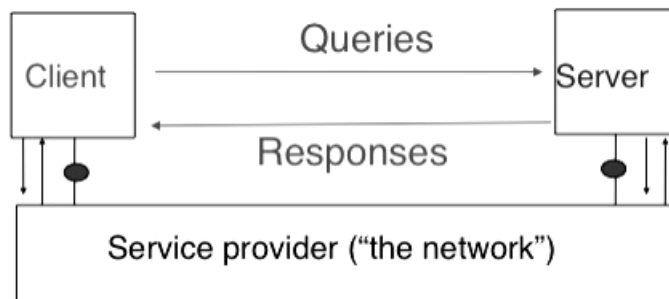 Queries
Client
Server
Responses
Service provider (“the network”)